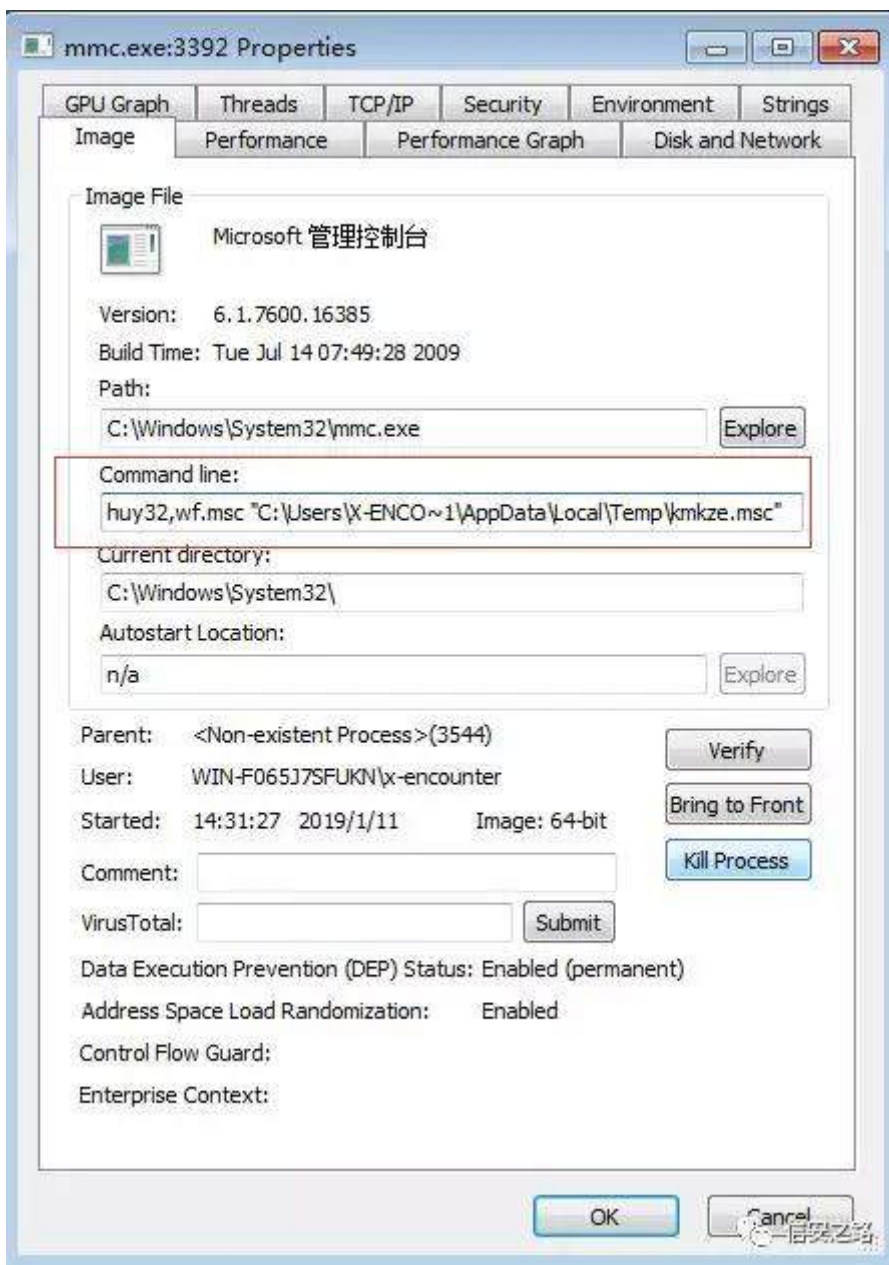 mmc.exe:3392 Properties
GPU Graph Threads TCP/IP Security Environment Strings
Image Performance Performance Graph Disk and Network
Image File
Microsoft 管理控制台
Version: 6.1.7600.16385
Build Time: Tue Jul 14 07:49:28 2009
Path:
C:\Windows\System32\mmc.exe Explore
Command line:
huy32,wf.msc "C:\Users\X-ENCO~1\AppData\Local\Temp\kmkze.msc"
Current directory:
C:\Windows\System32\
Autostart Location:
n/a Explore
Parent: <Non-existent Process>(3544) Verify
User: WIN-F065J7SFUKN\x-encounter
Bring to Front
Started: 14:31:27 2019/1/11 Image: 64-bit
Kill Process
Comment:
VirusTotal: Submit
Data Execution Prevention (DEP) Status: Enabled (permanent)
Address Space Load Randomization: Enabled
Control Flow Guard:
Enterprise Context:
OK Cancel
信安之路